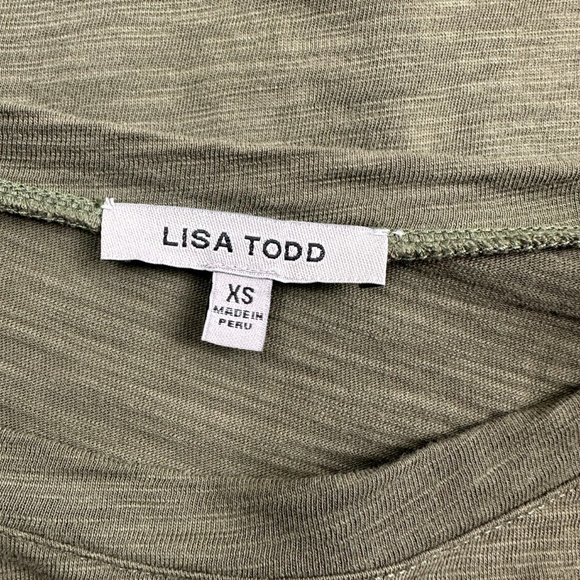 LISA TODD
XS
MADE IN
PERU